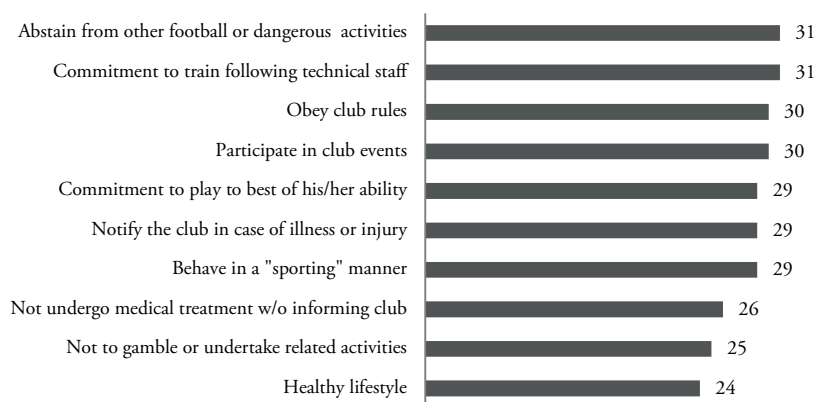 Abstain from other football or dangerous activities 31
Commitment to train following technical staff 31
Obey club rules 30
Participate in club events 30
Commitment to play to best of his/her ability 29
Notify the club in case of illness or injury 29
Behave in a "sporting" manner 29
Not undergo medical treatment w/o informing club 26
Not to gamble or undertake related activities 25
Healthy lifestyle 24